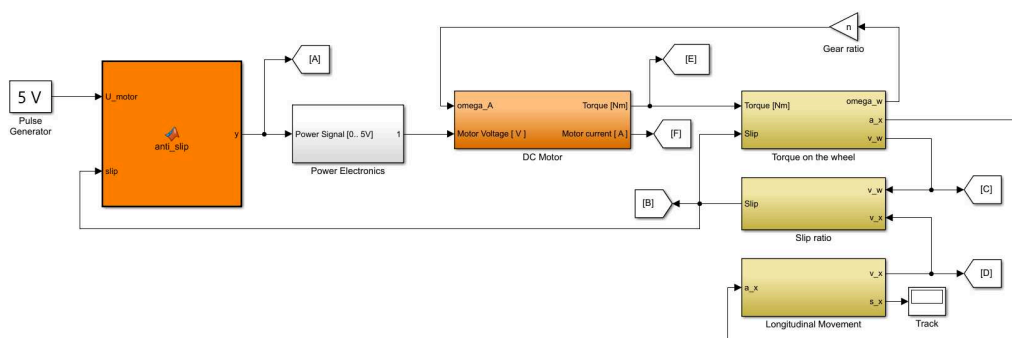 n
Gear ratio
[A]
[E]
5 V
Pulse
Generator
U_motor
anti_slip
y
slip
Power Signal [0.. 5V]
1
Power Electronics
omega_A
Torque [Nm]
Motor Voltage [ V ]
Motor current [ A ]
DC Motor
[F]
Torque [Nm]
omega_w
a_x
Slip
v_w
Torque on the wheel
[B]
Slip
v_w
v_x
Slip ratio
[C]
a_x
v_x
s_x
Longitudinal Movement
[D]
Track